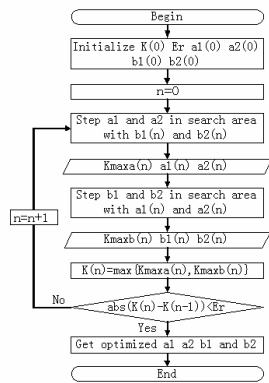 Begin
Initialize K(0) Er a1(0) a2(0)
b1(0) b2(0)
n=0
Step a1 and a2 in search area
with b1(n) and b2(n)
Kmaxa(n) a1(n) a2(n)
Step b1 and b2 in search area
with a1(n) and a2(n)
n=n+1
Kmaxb(n) b1(n) b2(n)
K(n)=max{Kmaxa(n),Kmaxb(n)}
No
abs(K(n)-K(n-1))<Er
Yes
Get optimized a1 a2 b1 and b2
End